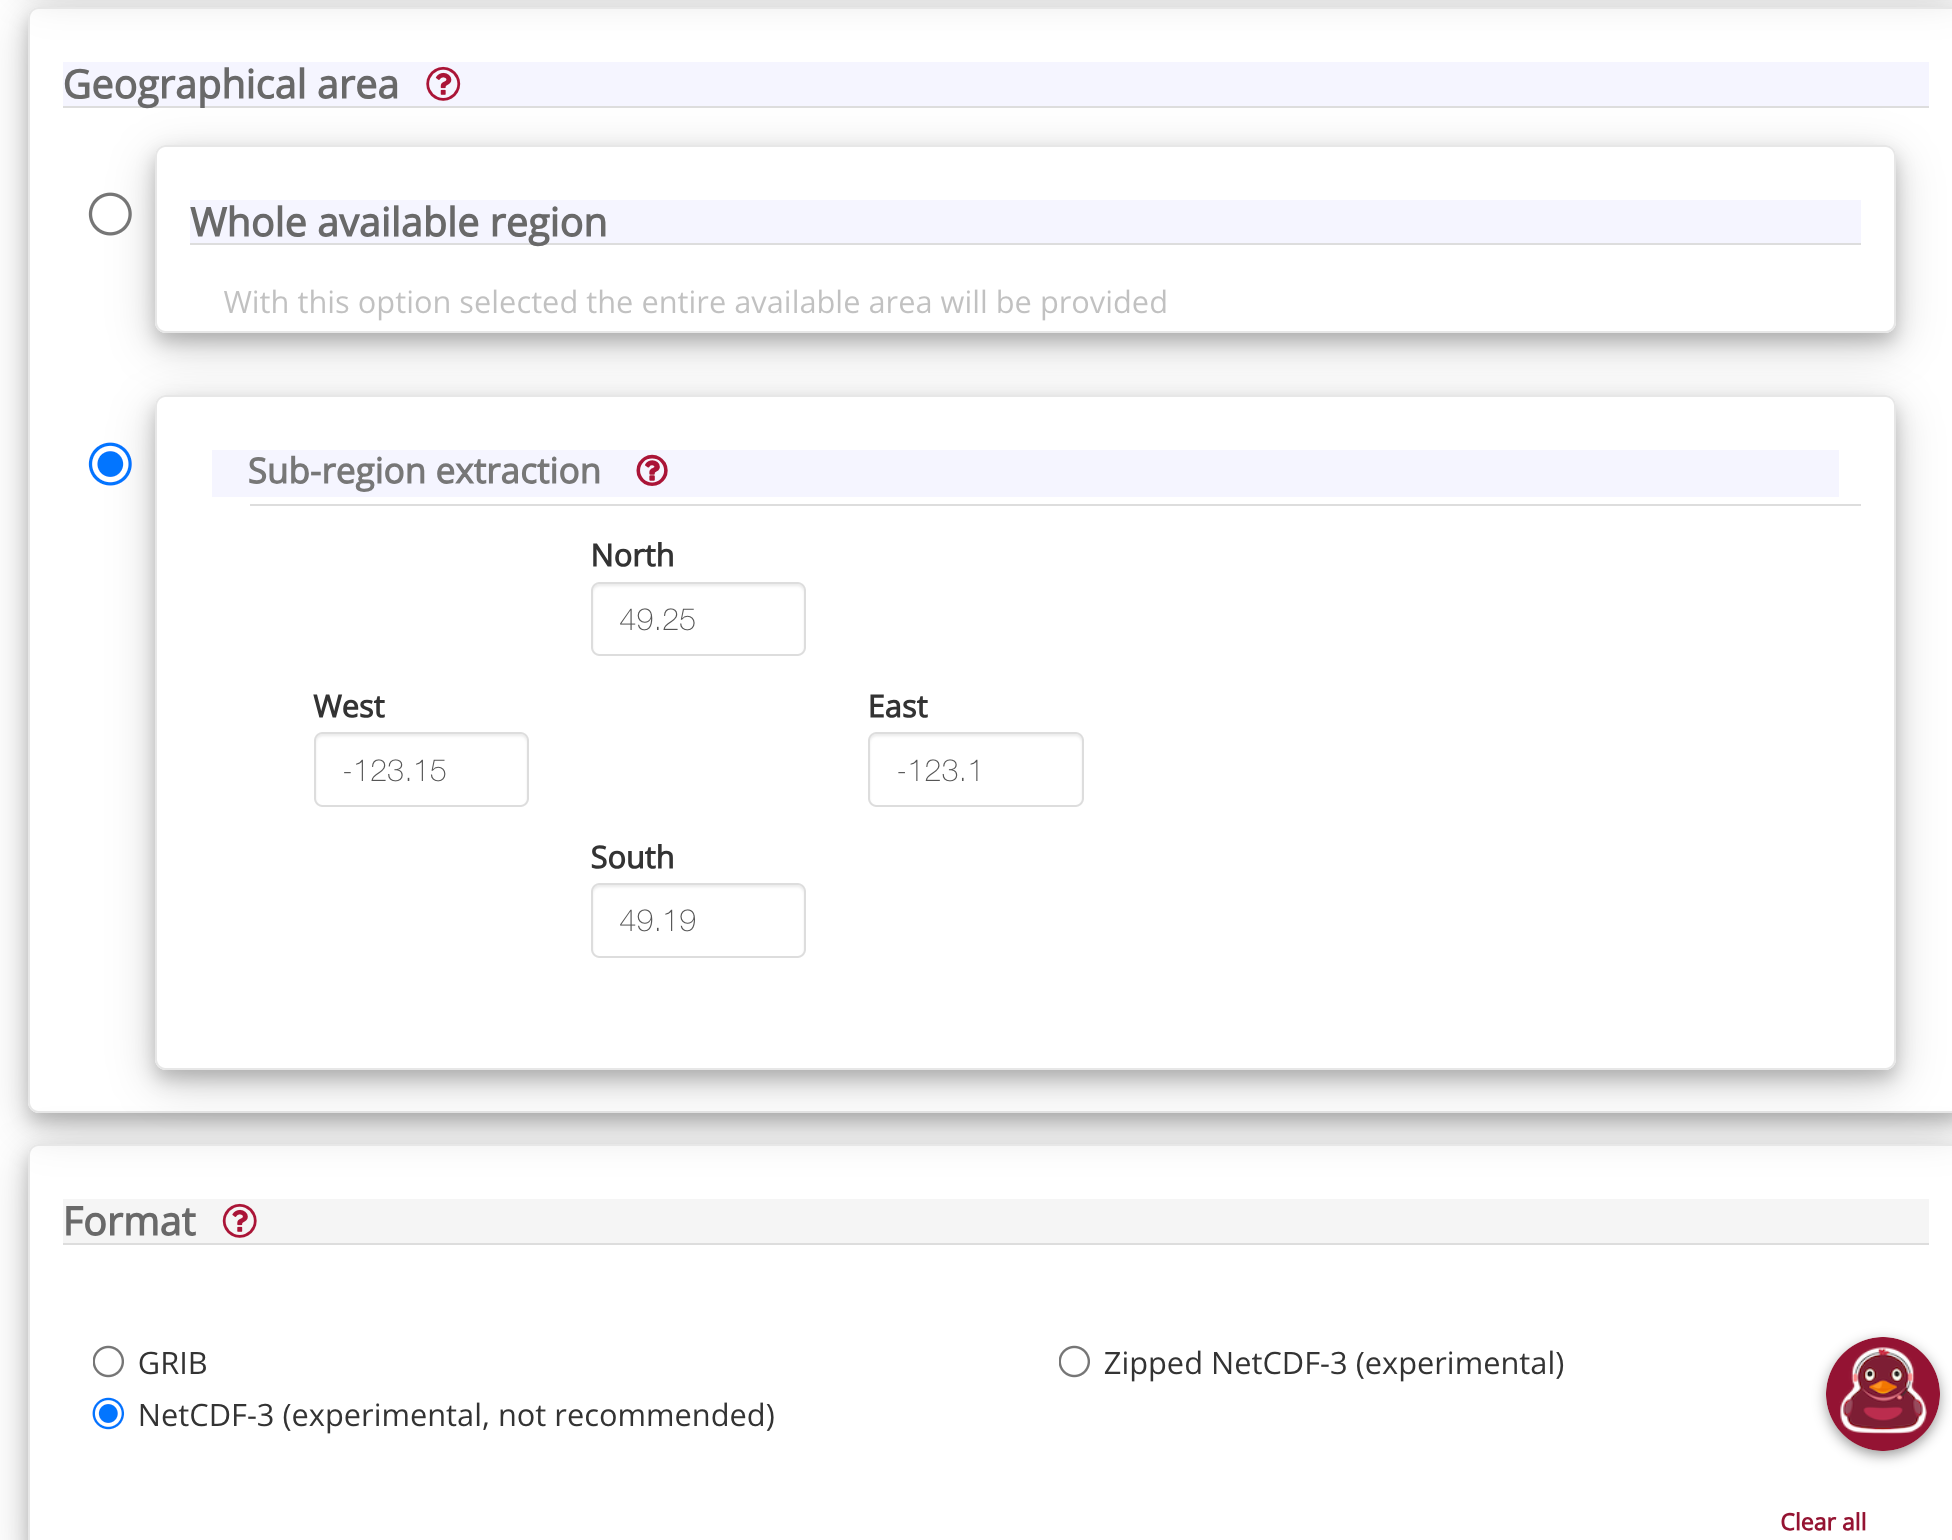 Geographical area ?
Whole available region
With this option selected the entire available area will be provided
Sub-region extraction ?
North
49.25
West East
-123.15 -123.1
South
49.19
Format ?
GRIB Zipped NetCDF-3 (experimental)
NetCDF-3 (experimental, not recommended)
Clear all